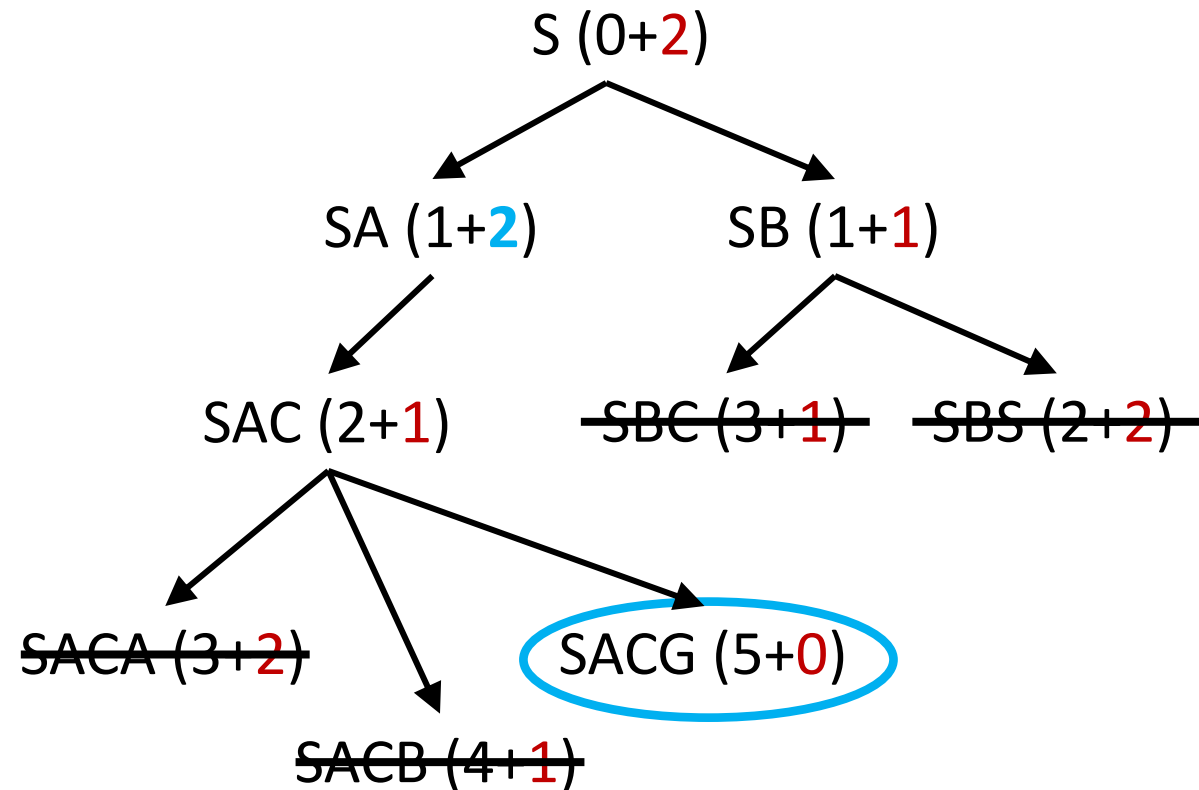 S (0+2)
SA (1+2) SB (1+1)
SAC (2+1) SBC (3+1) SBS (2+2)
SACA (3+2) SACG (5+0)
SACB (4+1)